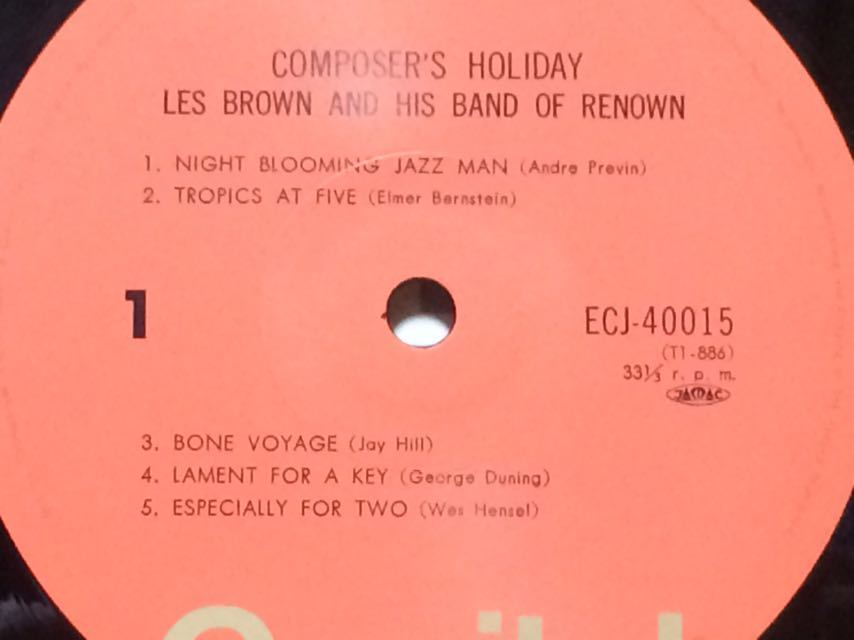 COMPOSER'S HOLIDAY
LES BROWN AND HIS BAND OF RENOWN
1. NIGHT BLOOMING JAZZ MAN (Andre Previn)
2. TROPICS AT FIVE (Elmer Bernstein)
1
ECJ-40015
(T1-886)
33⅓ r. p. m.
JASRAC
3. BONE VOYAGE (Jay Hill)
4. LAMENT FOR A KEY (George Duning)
5. ESPECIALLY FOR TWO (Wes Hensel)